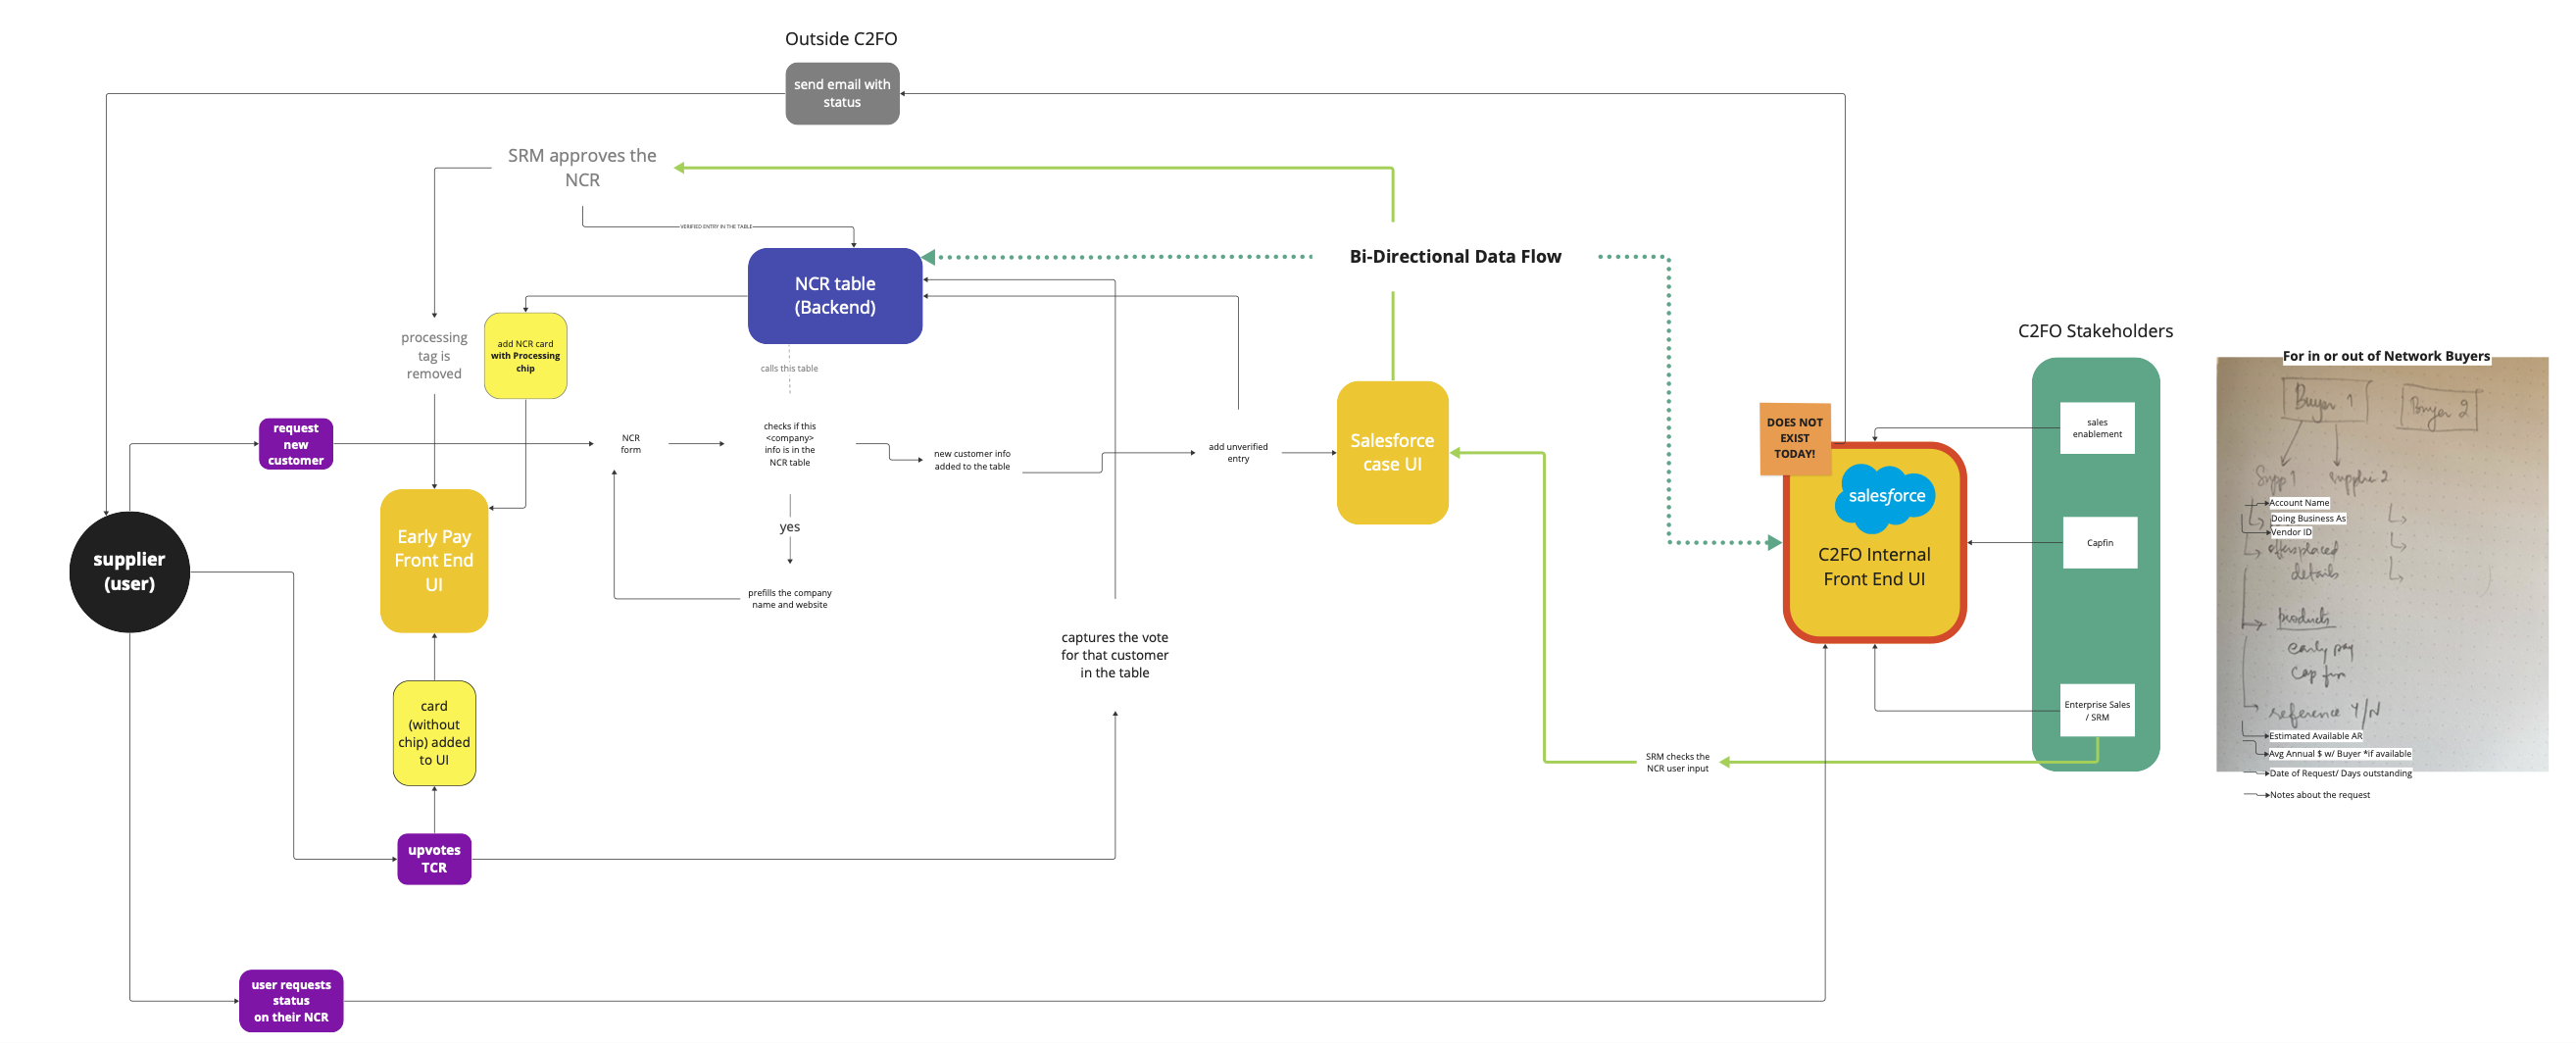 Outside C2FO
send email with
status
SRM approves the
NCR
VERIFIED ENTRY IN THE TABLE
Bi-Directional Data Flow
NCR table
(Backend)
calls this table
processing
tag is
removed
add NCR card
with Processing
chip
request
new
customer
NCR
form
checks if this
<company>
info is in the
NCR table
new customer info
added to the table
add unverified
entry
Salesforce
case UI
yes
prefills the company
name and website
supplier
(user)
Early Pay
Front End
UI
captures the vote
for that customer
in the table
card
(without
chip) added
to UI
upvotes
TCR
user requests
status
on their NCR
SRM checks the
NCR user input
DOES NOT
EXIST
TODAY!
salesforce
C2FO Internal
Front End UI
C2FO Stakeholders
sales
enablement
Capfin
Enterprise Sales
/ SRM
For in or out of Network Buyers
Buyer 1
Buyer 2
Supp 1
supplier 2
Account Name
Doing Business As
Vendor ID
offers placed
details
products
early pay
Cap fin
reference Y/N
Estimated Available AR
Avg Annual $ w/ Buyer *if available
Date of Request/ Days outstanding
Notes about the request